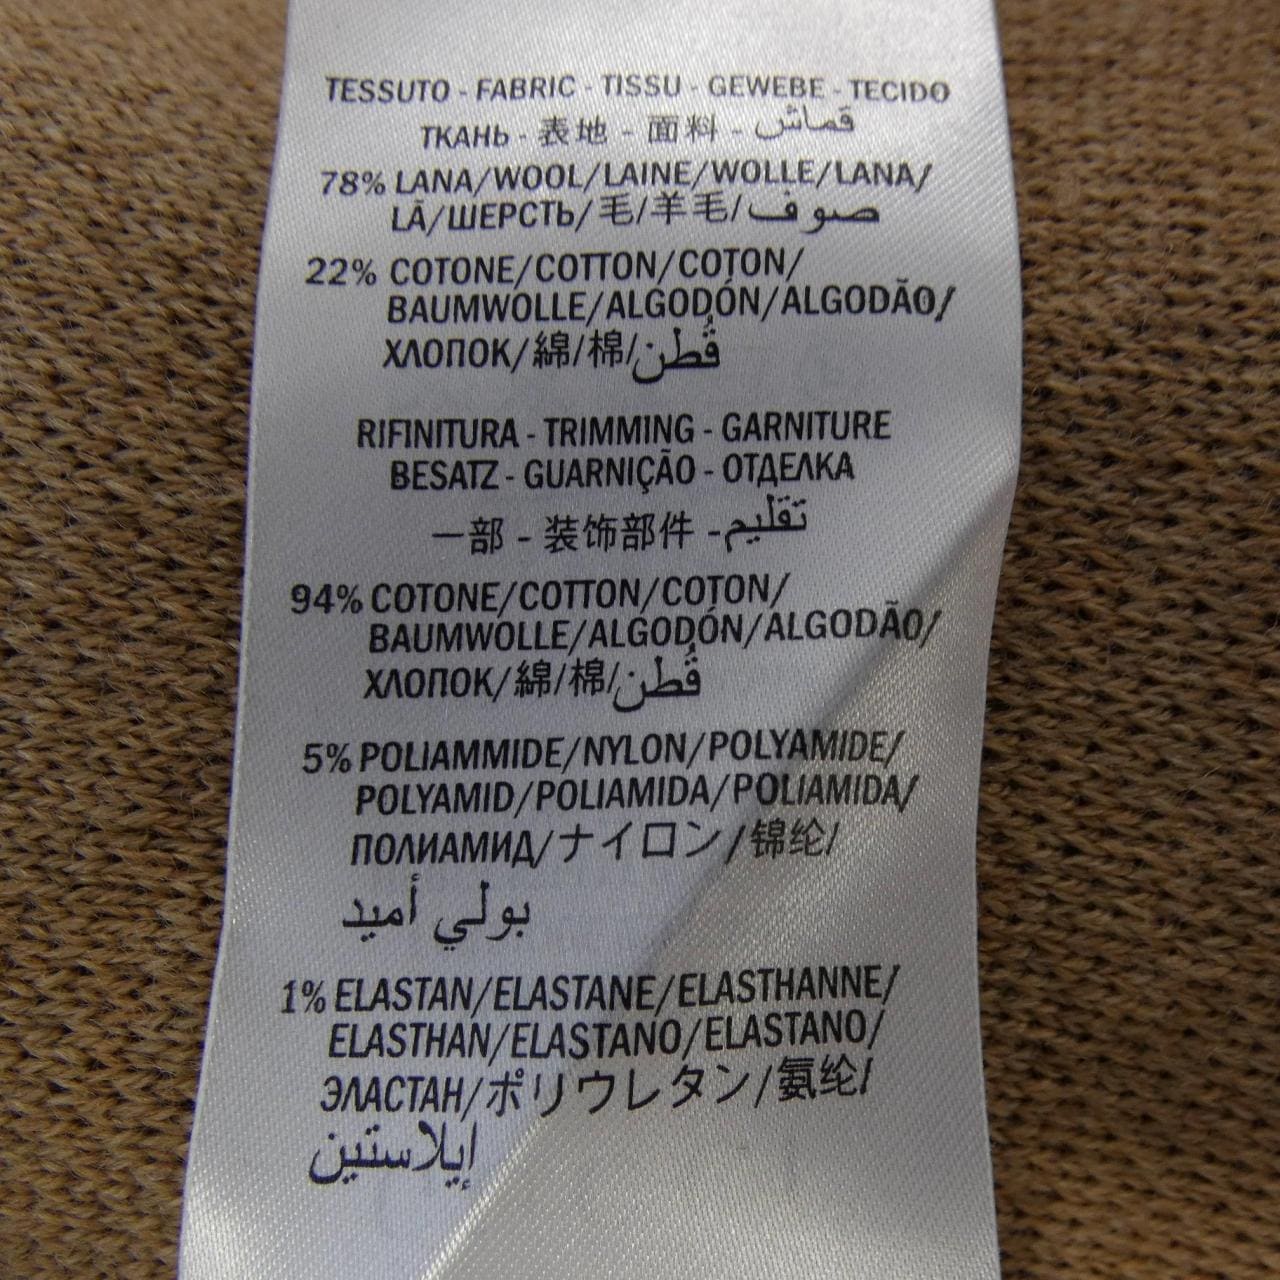 TESSUTO - FABRIC - TISSU - GEWEBE - TECIDO
ТКАНЬ - 表地 - 面料 - قماش
78% LANA/WOOL/LAINE/WOLLE/LANA/
LÃ/ШЕРСТЬ/毛/羊毛/صوف
22% COTONE/COTTON/COTON/
BAUMWOLLE/ALGODÓN/ALGODÃO/
ХЛОПОК/綿/棉/قُطن
RIFINITURA - TRIMMING - GARNITURE
BESATZ - GUARNIÇÃO - ОТДЕЛКА
一部 - 装饰部件 - تقليم
94% COTONE/COTTON/COTON/
BAUMWOLLE/ALGODÓN/ALGODÃO/
ХЛОПОК/綿/棉/قُطن
5% POLIAMMIDE/NYLON/POLYAMIDE/
POLYAMID/POLIAMIDA/POLIAMIDA/
ПОЛИАМИД/ナイロン/锦纶/
بولي أميد
1% ELASTAN/ELASTANE/ELASTHANNE/
ELASTHAN/ELASTANO/ELASTANO/
ЭЛАСТАН/ポリウレタン/氨纶/
إيلاستين